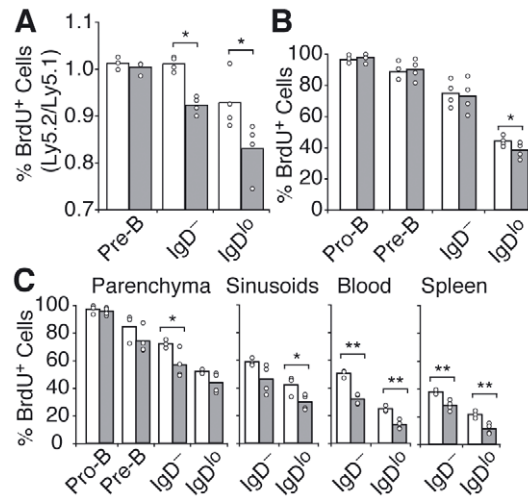 A
% BrdU⁺ Cells
(Ly5.2/Ly5.1)
1.1
1.0
0.9
0.8
0.7
*
*
Pre-B
IgD⁻
IgDˡᵒ
B
% BrdU⁺ Cells
100
80
60
40
20
0
*
Pro-B
Pre-B
IgD⁻
IgDˡᵒ
C
Parenchyma
Sinusoids
Blood
Spleen
% BrdU⁺ Cells
100
80
60
40
20
0
*
*
**
**
**
**
Pro-B
Pre-B
IgD⁻
IgDˡᵒ
IgD⁻
IgDˡᵒ
IgD⁻
IgDˡᵒ
IgD⁻
IgDˡᵒ